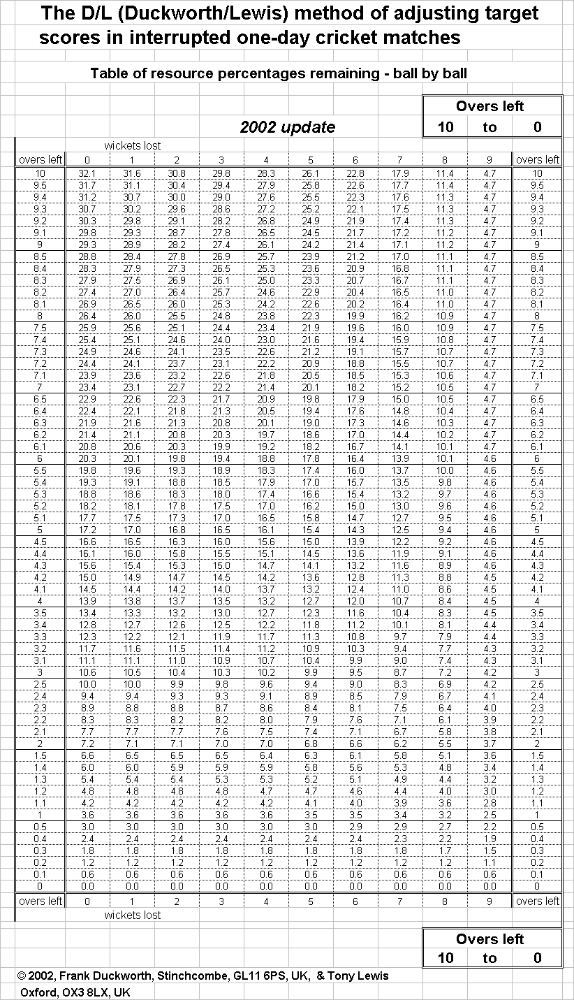 The D/L (Duckworth/Lewis) method of adjusting target
scores in interrupted one-day cricket matches
Table of resource percentages remaining - ball by ball
Overs left
2002 update 10 to 0
wickets lost
overs left 0 1 2 3 4 5 6 7 8 9 overs left
10 32.1 31.6 30.8 29.8 28.3 26.1 22.8 17.9 11.4 4.7 10
9.5 31.7 31.1 30.4 29.4 27.9 25.8 22.6 17.7 11.4 4.7 9.5
9.4 31.2 30.7 30.0 29.0 27.6 25.5 22.3 17.6 11.3 4.7 9.4
9.3 30.7 30.2 29.6 28.6 27.2 25.2 22.1 17.5 11.3 4.7 9.3
9.2 30.3 29.8 29.1 28.2 26.8 24.9 21.9 17.4 11.3 4.7 9.2
9.1 29.8 29.3 28.7 27.8 26.5 24.5 21.7 17.2 11.2 4.7 9.1
9 29.3 28.9 28.2 27.4 26.1 24.2 21.4 17.1 11.2 4.7 9
8.5 28.8 28.4 27.8 26.9 25.7 23.9 21.2 17.0 11.1 4.7 8.5
8.4 28.3 27.9 27.3 26.5 25.3 23.6 20.9 16.8 11.1 4.7 8.4
8.3 27.9 27.5 26.9 26.1 25.0 23.3 20.7 16.7 11.1 4.7 8.3
8.2 27.4 27.0 26.4 25.7 24.6 22.9 20.4 16.5 11.0 4.7 8.2
8.1 26.9 26.5 26.0 25.3 24.2 22.6 20.2 16.4 11.0 4.7 8.1
8 26.4 26.0 25.5 24.8 23.8 22.3 19.9 16.2 10.9 4.7 8
7.5 25.9 25.6 25.1 24.4 23.4 21.9 19.6 16.0 10.9 4.7 7.5
7.4 25.4 25.1 24.6 24.0 23.0 21.6 19.4 15.9 10.8 4.7 7.4
7.3 24.9 24.6 24.1 23.5 22.6 21.2 19.1 15.7 10.7 4.7 7.3
7.2 24.4 24.1 23.7 23.1 22.2 20.9 18.8 15.5 10.7 4.7 7.2
7.1 23.9 23.6 23.2 22.6 21.8 20.5 18.5 15.3 10.6 4.7 7.1
7 23.4 23.1 22.7 22.2 21.4 20.1 18.2 15.2 10.5 4.7 7
6.5 22.9 22.6 22.3 21.7 20.9 19.8 17.9 15.0 10.5 4.7 6.5
6.4 22.4 22.1 21.8 21.3 20.5 19.4 17.6 14.8 10.4 4.7 6.4
6.3 21.9 21.6 21.3 20.8 20.1 19.0 17.3 14.6 10.3 4.7 6.3
6.2 21.4 21.1 20.8 20.3 19.7 18.6 17.0 14.4 10.2 4.7 6.2
6.1 20.8 20.6 20.3 19.9 19.2 18.2 16.7 14.1 10.1 4.7 6.1
6 20.3 20.1 19.8 19.4 18.8 17.8 16.4 13.9 10.1 4.6 6
5.5 19.8 19.6 19.3 18.9 18.3 17.4 16.0 13.7 10.0 4.6 5.5
5.4 19.3 19.1 18.8 18.5 17.9 17.0 15.7 13.5 9.8 4.6 5.4
5.3 18.8 18.6 18.3 18.0 17.4 16.6 15.4 13.2 9.7 4.6 5.3
5.2 18.2 18.1 17.8 17.5 17.0 16.2 15.0 13.0 9.6 4.6 5.2
5.1 17.7 17.5 17.3 17.0 16.5 15.8 14.7 12.7 9.5 4.6 5.1
5 17.2 17.0 16.8 16.5 16.1 15.4 14.3 12.5 9.4 4.6 5
4.5 16.6 16.5 16.3 16.0 15.6 15.0 13.9 12.2 9.2 4.6 4.5
4.4 16.1 16.0 15.8 15.5 15.1 14.5 13.6 11.9 9.1 4.6 4.4
4.3 15.6 15.4 15.3 15.0 14.7 14.1 13.2 11.6 8.9 4.6 4.3
4.2 15.0 14.9 14.7 14.5 14.2 13.6 12.8 11.3 8.8 4.5 4.2
4.1 14.5 14.4 14.2 14.0 13.7 13.2 12.4 11.0 8.6 4.5 4.1
4 13.9 13.8 13.7 13.5 13.2 12.7 12.0 10.7 8.4 4.5 4
3.5 13.4 13.3 13.2 13.0 12.7 12.3 11.6 10.4 8.3 4.5 3.5
3.4 12.8 12.7 12.6 12.5 12.2 11.8 11.2 10.1 8.1 4.4 3.4
3.3 12.3 12.2 12.1 11.9 11.7 11.3 10.8 9.7 7.9 4.4 3.3
3.2 11.7 11.6 11.5 11.4 11.2 10.9 10.3 9.4 7.7 4.3 3.2
3.1 11.1 11.1 11.0 10.9 10.7 10.4 9.9 9.0 7.4 4.3 3.1
3 10.6 10.5 10.4 10.3 10.2 9.9 9.5 8.7 7.2 4.2 3
2.5 10.0 10.0 9.9 9.8 9.6 9.4 9.0 8.3 6.9 4.2 2.5
2.4 9.4 9.4 9.3 9.3 9.1 8.9 8.5 7.9 6.7 4.1 2.4
2.3 8.9 8.8 8.8 8.7 8.6 8.4 8.1 7.5 6.4 4.0 2.3
2.2 8.3 8.3 8.2 8.2 8.0 7.9 7.6 7.1 6.1 3.9 2.2
2.1 7.7 7.7 7.7 7.6 7.5 7.4 7.1 6.7 5.8 3.8 2.1
2 7.2 7.1 7.1 7.0 7.0 6.8 6.6 6.2 5.5 3.7 2
1.5 6.6 6.5 6.5 6.5 6.4 6.3 6.1 5.8 5.1 3.6 1.5
1.4 6.0 6.0 5.9 5.9 5.9 5.8 5.6 5.3 4.8 3.4 1.4
1.3 5.4 5.4 5.4 5.3 5.3 5.2 5.1 4.9 4.4 3.2 1.3
1.2 4.8 4.8 4.8 4.8 4.7 4.7 4.6 4.4 4.0 3.0 1.2
1.1 4.2 4.2 4.2 4.2 4.2 4.1 4.0 3.9 3.6 2.8 1.1
1 3.6 3.6 3.6 3.6 3.6 3.5 3.5 3.4 3.2 2.5 1
0.5 3.0 3.0 3.0 3.0 3.0 3.0 2.9 2.9 2.7 2.2 0.5
0.4 2.4 2.4 2.4 2.4 2.4 2.4 2.4 2.3 2.2 1.9 0.4
0.3 1.8 1.8 1.8 1.8 1.8 1.8 1.8 1.8 1.7 1.5 0.3
0.2 1.2 1.2 1.2 1.2 1.2 1.2 1.2 1.2 1.2 1.1 0.2
0.1 0.6 0.6 0.6 0.6 0.6 0.6 0.6 0.6 0.6 0.6 0.1
0 0.0 0.0 0.0 0.0 0.0 0.0 0.0 0.0 0.0 0.0 0
overs left 0 1 2 3 4 5 6 7 8 9 overs left
wickets lost
Overs left
10 to 0
© 2002, Frank Duckworth, Stinchcombe, GL11 6PS, UK, & Tony Lewis
Oxford, OX3 8LX, UK